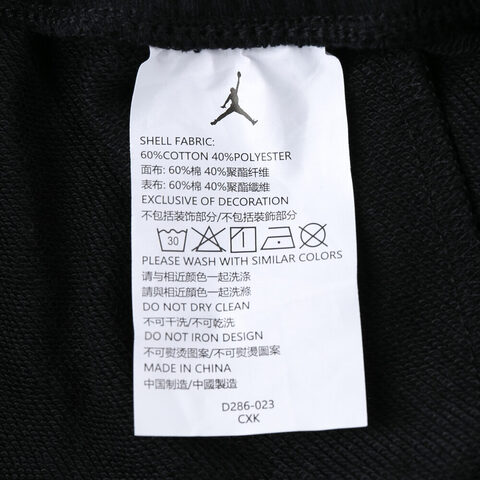 SHELL FABRIC:
60%COTTON 40%POLYESTER
面布: 60%棉 40%聚酯纤维
表布: 60%棉 40%聚酯纖維
EXCLUSIVE OF DECORATION
不包括装饰部分/不包括裝飾部分
30
PLEASE WASH WITH SIMILAR COLORS
请与相近颜色一起洗涤
請與相近顏色一起洗滌
DO NOT DRY CLEAN
不可干洗/不可乾洗
DO NOT IRON DESIGN
不可熨烫图案/不可熨燙圖案
MADE IN CHINA
中国制造/中國製造
D286-023
CXK